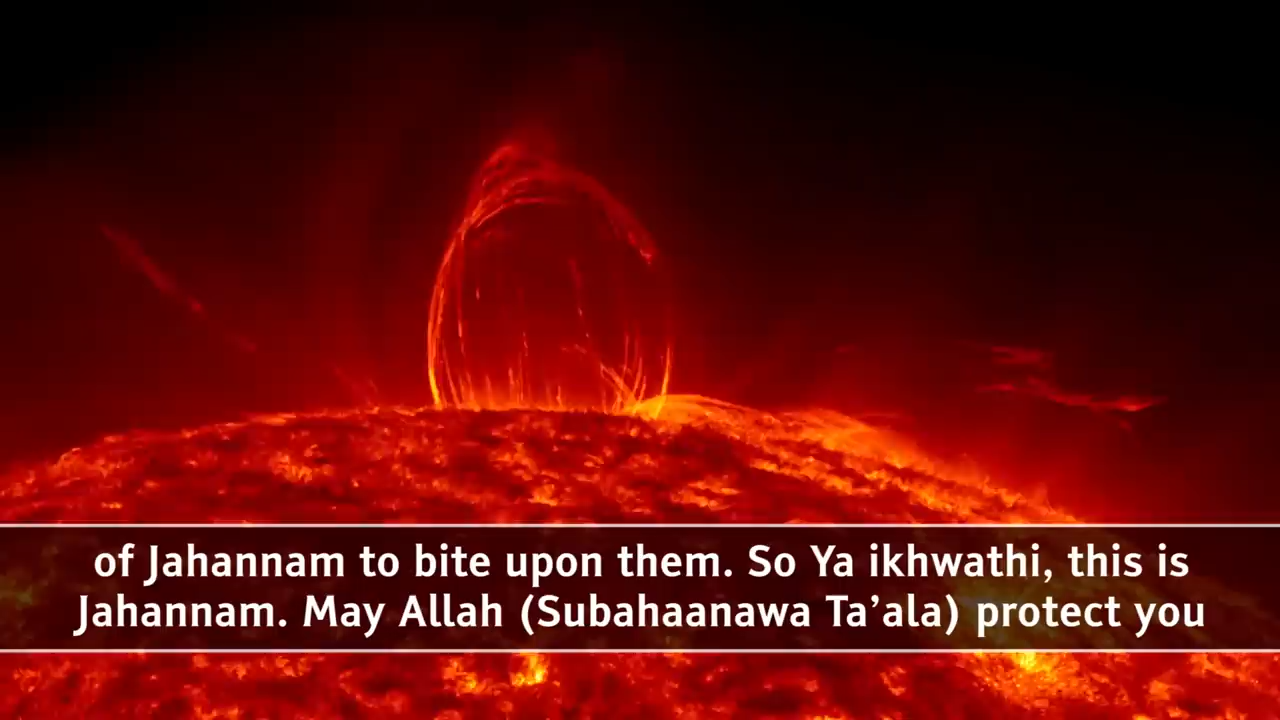 of Jahannam to bite upon them. So Ya ikhwathi, this is
Jahannam. May Allah (Subahaanawa Ta’ala) protect you